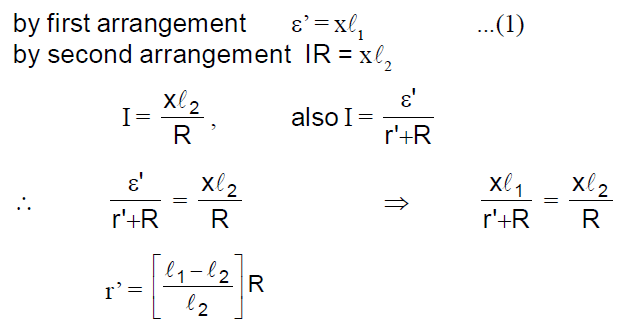 by first arrangement ε’ = xℓ₁ ...(1)
by second arrangement IR = xℓ₂
I = xℓ₂/R , also I = ε'/(r'+R)
∴ ε'/(r'+R) = xℓ₂/R ⇒ xℓ₁/(r'+R) = xℓ₂/R
r’ = [(ℓ₁ – ℓ₂)/ℓ₂] R